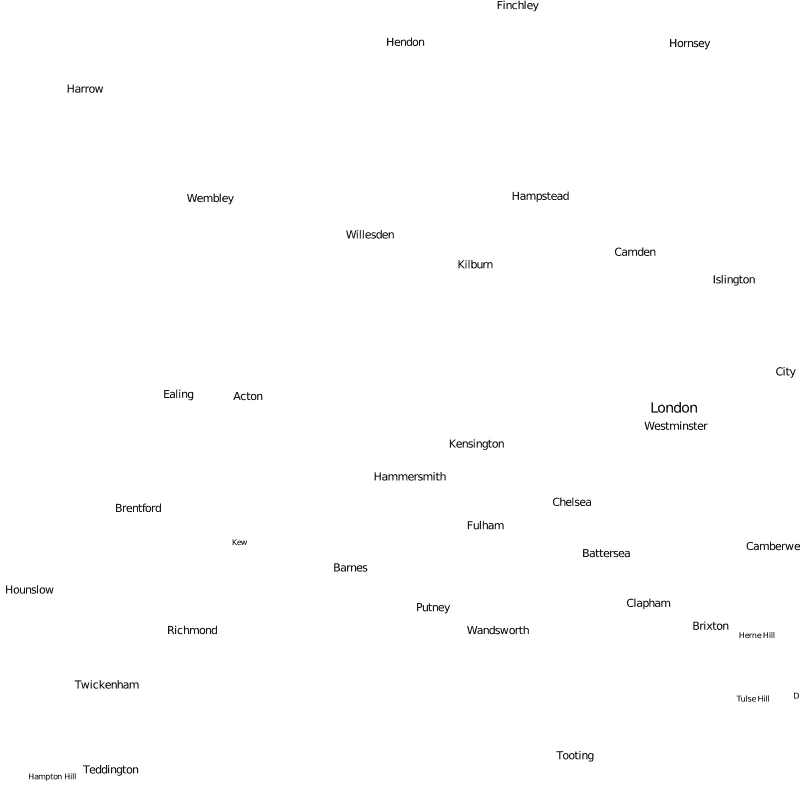 Finchley
Hendon
Hornsey
Harrow
Wembley
Hampstead
Willesden
Camden
Kilburn
Islington
City
Ealing
Acton
London
Westminster
Kensington
Hammersmith
Chelsea
Brentford
Fulham
Kew
Camberwe
Battersea
Barnes
Hounslow
Clapham
Putney
Brixton
Richmond
Wandsworth
Herne Hill
Twickenham
D
Tulse Hill
Tooting
Teddington
Hampton Hill